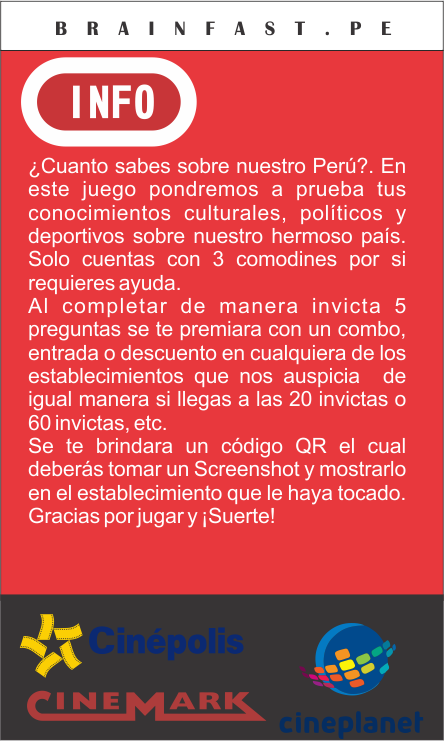 BRAINFAST.PE
INFO
¿Cuanto sabes sobre nuestro Perú?. En
este juego pondremos a prueba tus
conocimientos culturales, políticos y
deportivos sobre nuestro hermoso país.
Solo cuentas con 3 comodines por si
requieres ayuda.
Al completar de manera invicta 5
preguntas se te premiara con un combo,
entrada o descuento en cualquiera de los
establecimientos que nos auspicia de
igual manera si llegas a las 20 invictas o
60 invictas, etc.
Se te brindara un código QR el cual
deberás tomar un Screenshot y mostrarlo
en el establecimiento que le haya tocado.
Gracias por jugar y ¡Suerte!
Cinépolis
CINEMARK
cineplanet